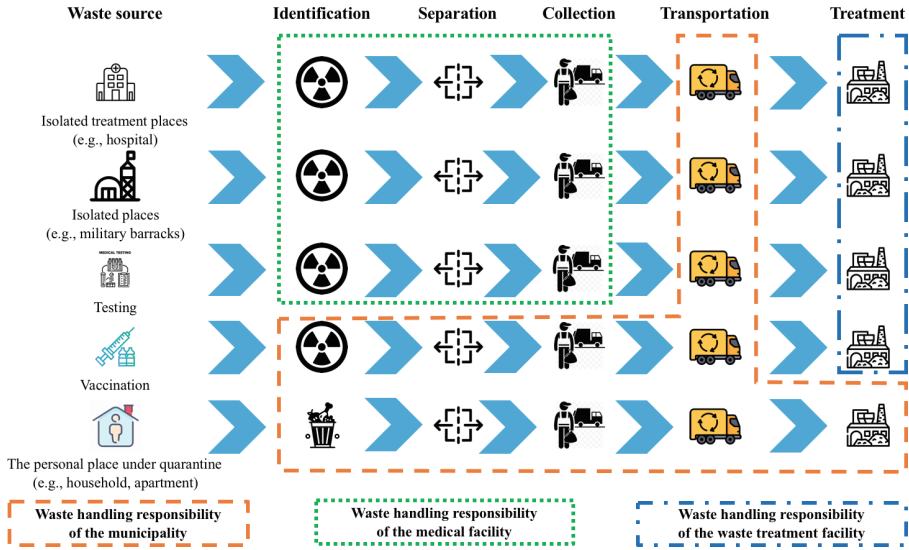 Waste source Identification Separation Collection Transportation Treatment
Isolated treatment places
(e.g., hospital)
Isolated places
(e.g., military barracks)
MEDICAL TESTING
Testing
Vaccination
The personal place under quarantine
(e.g., household, apartment)
Waste handling responsibility
of the municipality
Waste handling responsibility
of the medical facility
Waste handling responsibility
of the waste treatment facility